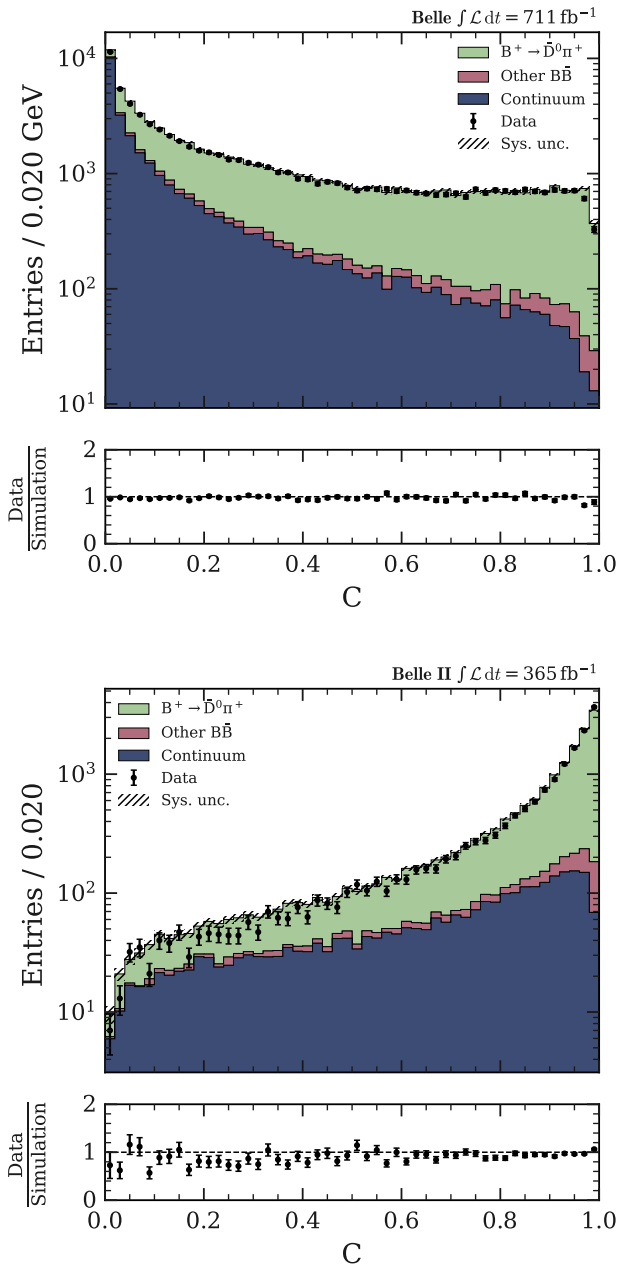 Belle ∫ ℒ dt = 711 fb⁻¹
B⁺ → D̄⁰π⁺
Other BB̄
Continuum
Data
Sys. unc.
Entries / 0.020 GeV
10⁴
10³
10²
10¹
Data
Simulation
2
1
0
0.0 0.2 0.4 0.6 0.8 1.0
C
Belle II ∫ ℒ dt = 365 fb⁻¹
B⁺ → D̄⁰π⁺
Other BB̄
Continuum
Data
Sys. unc.
Entries / 0.020
10³
10²
10¹
Data
Simulation
2
1
0
0.0 0.2 0.4 0.6 0.8 1.0
C